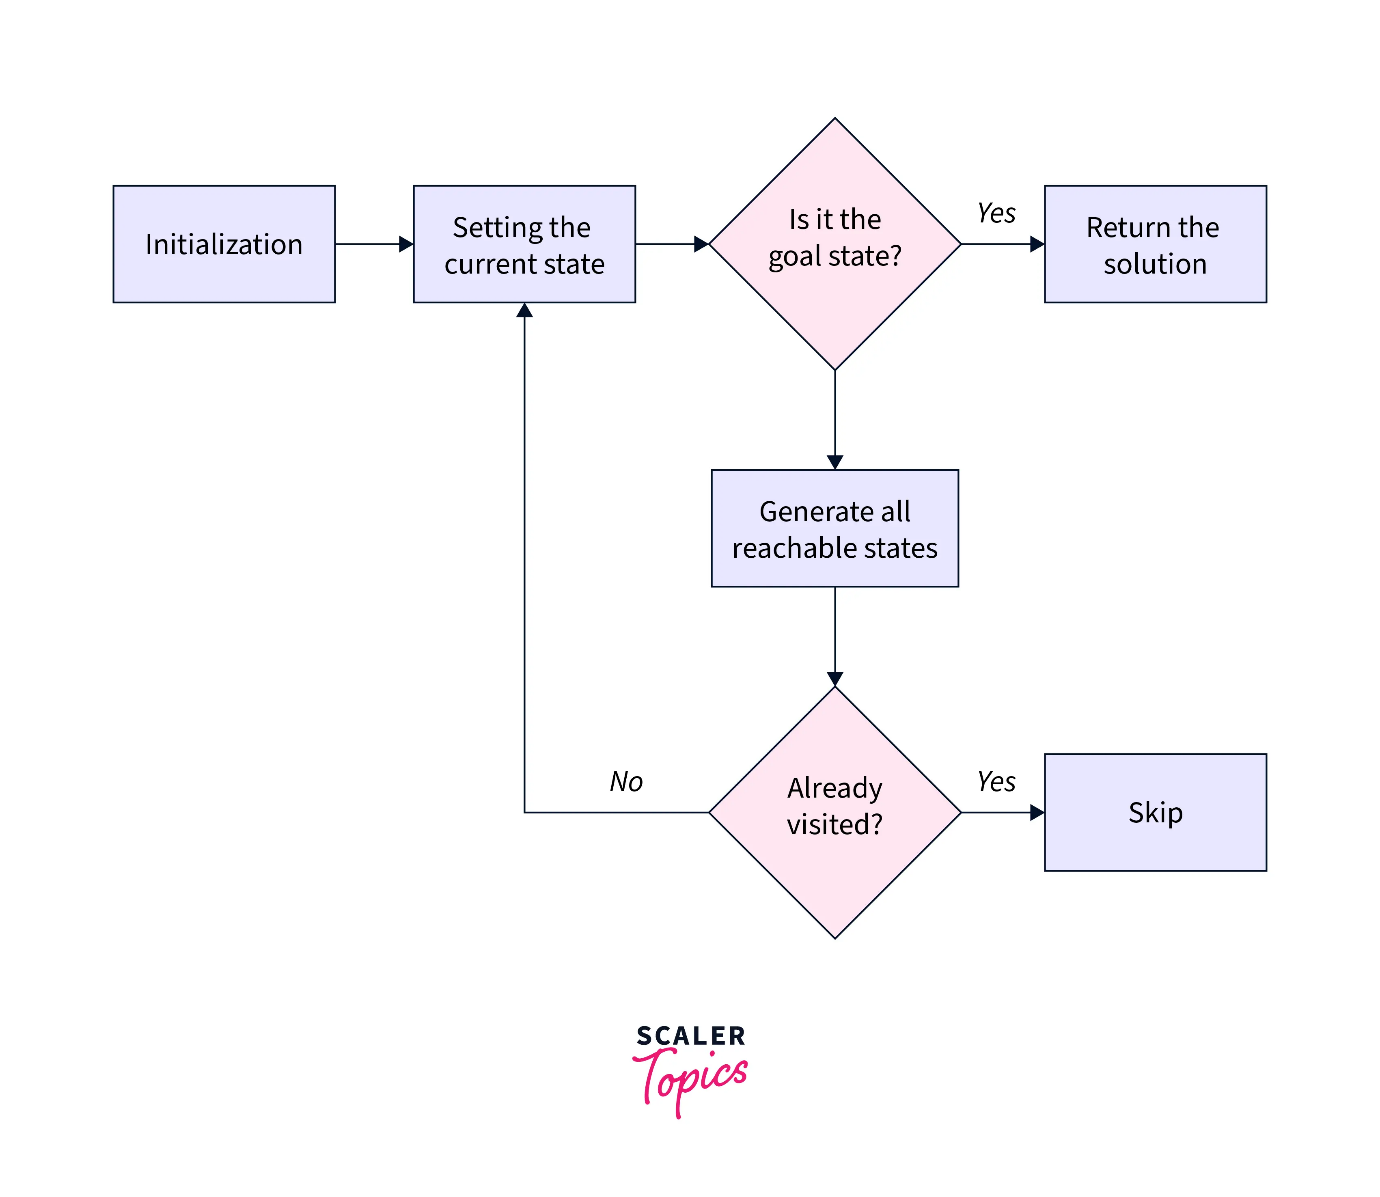 Initialization
Setting the
current state
Is it the
goal state?
Yes
Return the
solution
Generate all
reachable states
No
Already
visited?
Yes
Skip
SCALER
Topics